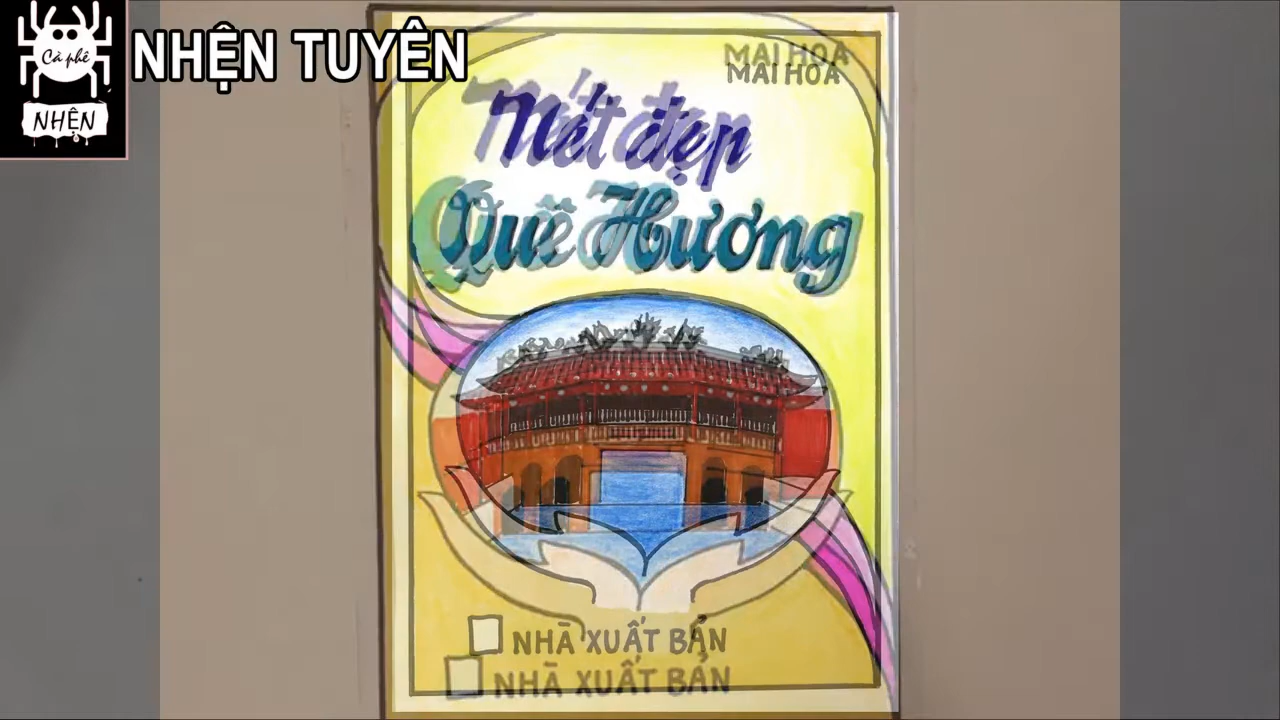 Cà phê
NHỆN
NHỆN TUYÊN
MAI HOA
MAI HOA
Nét đẹp
Quê Hương
NHÀ XUẤT BẢN
NHÀ XUẤT BẢN